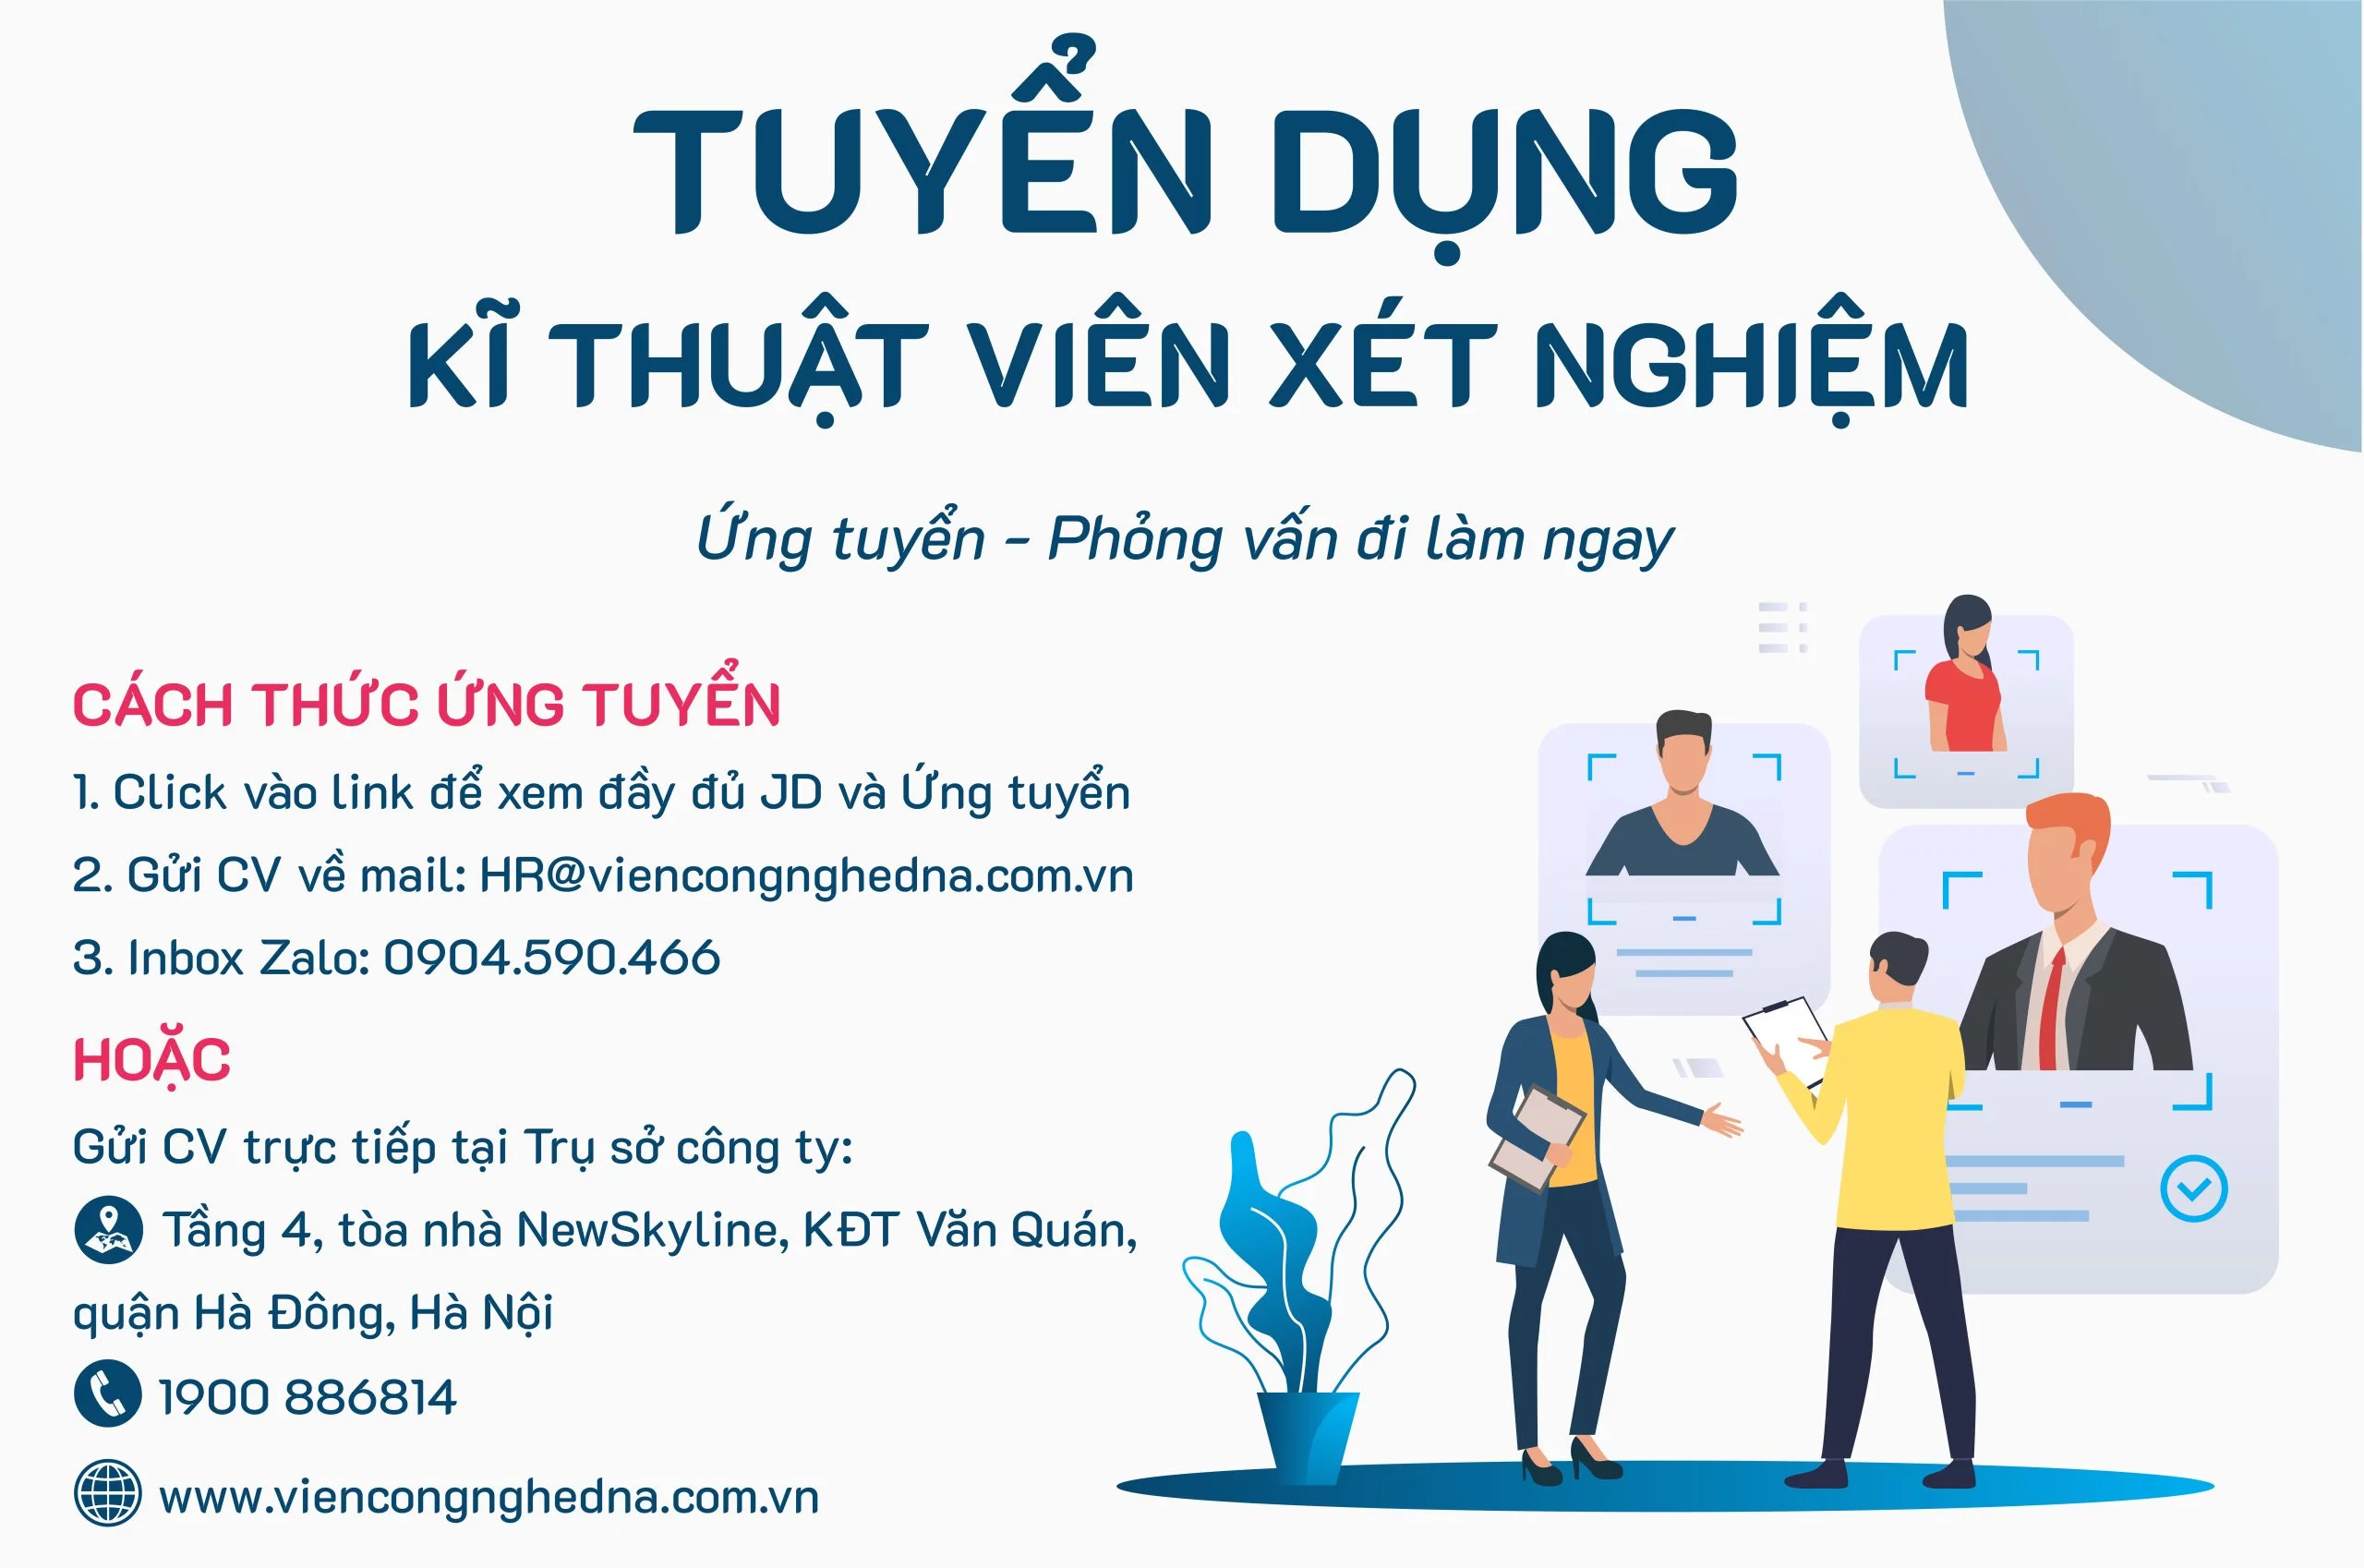 TUYỂN DỤNG
KĨ THUẬT VIÊN XÉT NGHIỆM
Ứng tuyển - Phỏng vấn đi làm ngay
CÁCH THỨC ỨNG TUYỂN
1. Click vào link để xem đầy đủ JD và Ứng tuyển
2. Gửi CV về mail: HR@viencongnghedna.com.vn
3. Inbox Zalo: 0904.590.466
HOẶC
Gửi CV trực tiếp tại Trụ sở công ty:
Tầng 4, tòa nhà NewSkyline, KĐT Văn Quán,
quận Hà Đông, Hà Nội
1900 886814
www.viencongnghedna.com.vn